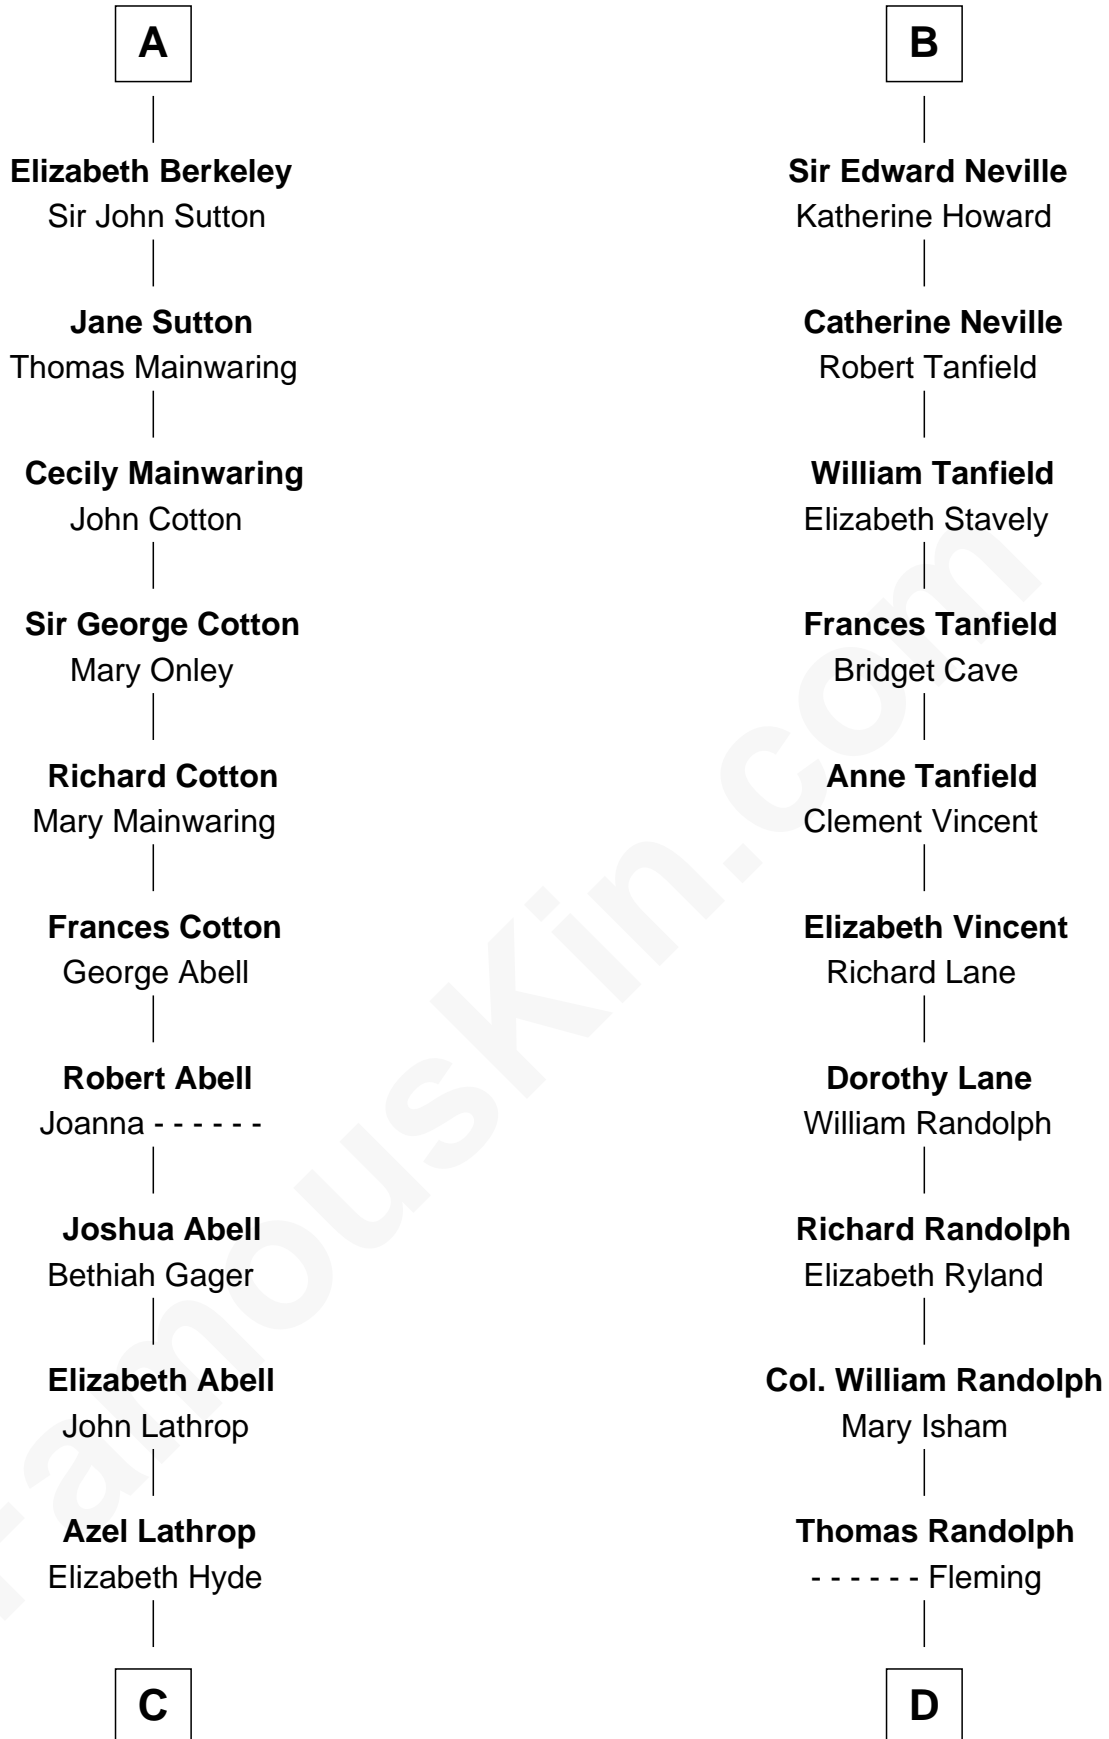 A
Elizabeth Berkeley
Sir John Sutton
Jane Sutton
Thomas Mainwaring
Cecily Mainwaring
John Cotton
Sir George Cotton
Mary Onley
Richard Cotton
Mary Mainwaring
Frances Cotton
George Abell
Robert Abell
Joanna - - - - - -
Joshua Abell
Bethiah Gager
Elizabeth Abell
John Lathrop
Azel Lathrop
Elizabeth Hyde
C
B
Sir Edward Neville
Katherine Howard
Catherine Neville
Robert Tanfield
William Tanfield
Elizabeth Stavely
Frances Tanfield
Bridget Cave
Anne Tanfield
Clement Vincent
Elizabeth Vincent
Richard Lane
Dorothy Lane
William Randolph
Richard Randolph
Elizabeth Ryland
Col. William Randolph
Mary Isham
Thomas Randolph
- - - - - - Fleming
D
FamousKin.com